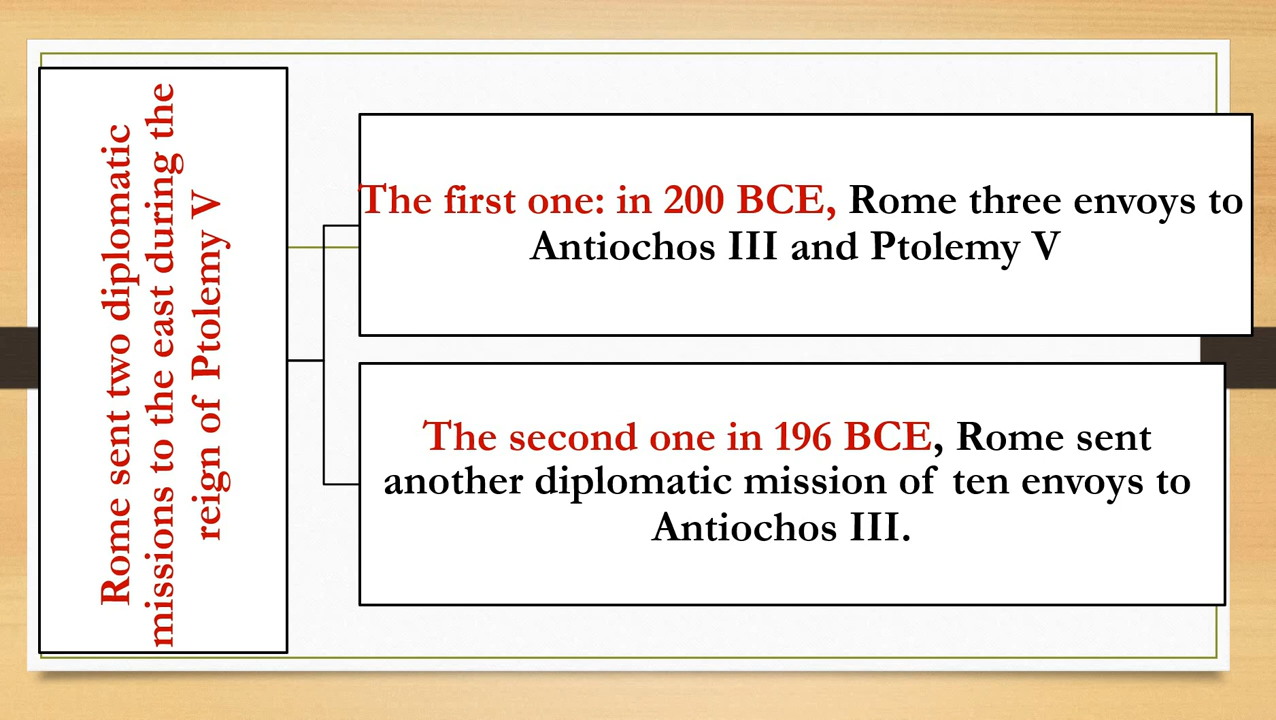 Rome sent two diplomatic
missions to the east during the
reign of Ptolemy V
The first one: in 200 BCE, Rome three envoys to
Antiochos III and Ptolemy V
The second one in 196 BCE, Rome sent
another diplomatic mission of ten envoys to
Antiochos III.